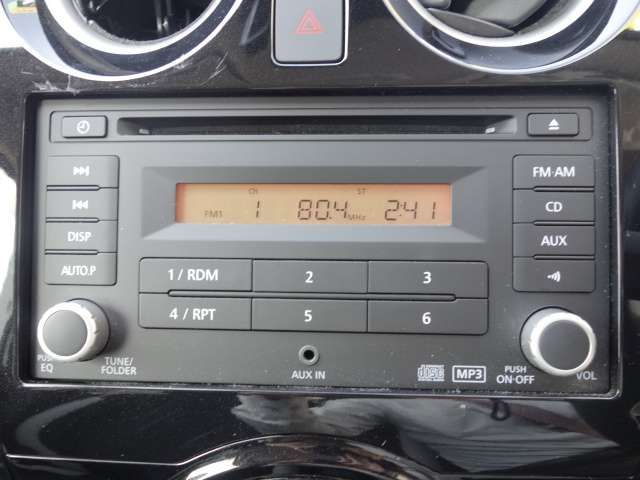 FM·AM
CH ST
FM1 1 80.4 MHz 2:41
CD
DISP
AUX
AUTO.P
1 / RDM 2 3
4 / RPT 5 6
PUSH
EQ
TUNE/
FOLDER
AUX IN
disc
MP3
PUSH
ON·OFF
VOL